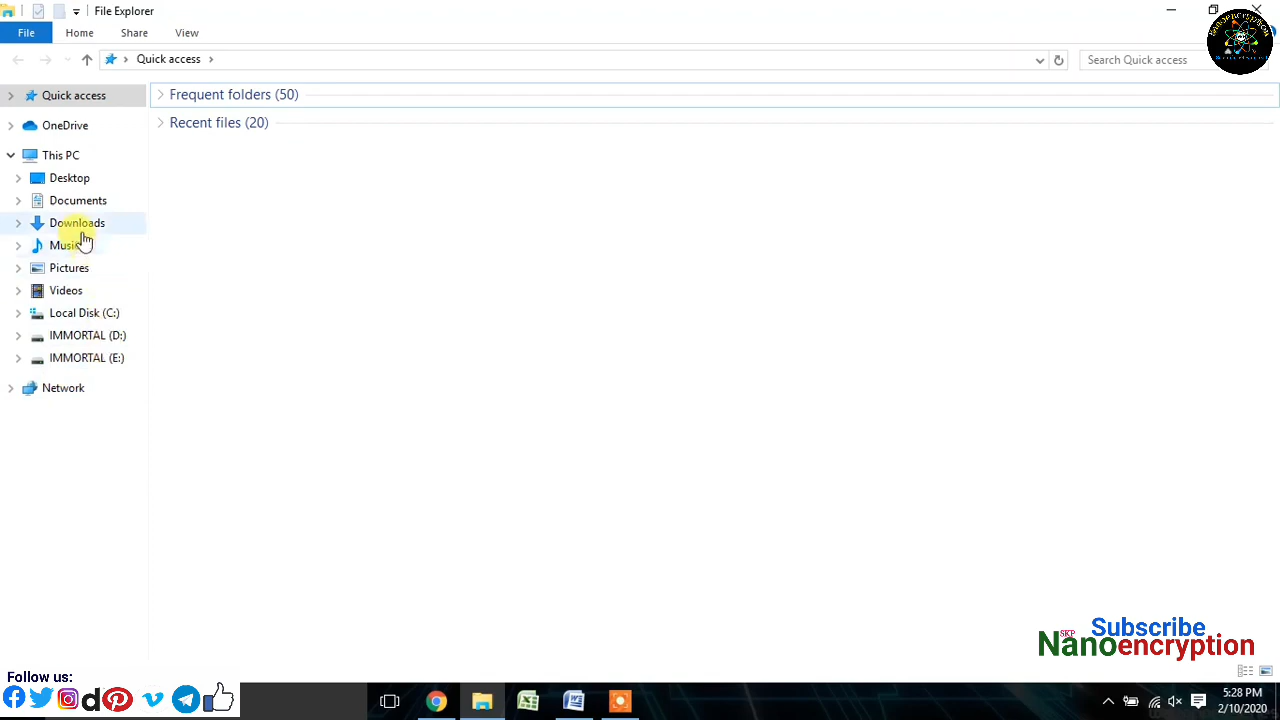 File Explorer
File Home Share View
Quick access
Search Quick access
Quick access
Frequent folders (50)
OneDrive
Recent files (20)
This PC
Desktop
Documents
Downloads
Music
Pictures
Videos
Local Disk (C:)
IMMORTAL (D:)
IMMORTAL (E:)
Network
Subscribe
SKP
Nanoencryption
Follow us:
5:28 PM
2/10/2020